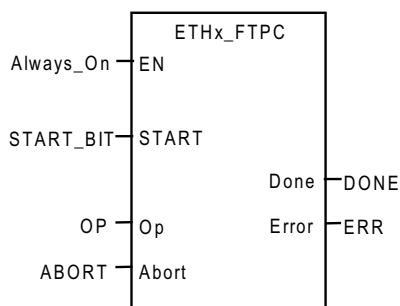 ETHx_FTPC
Always_On EN
START_BIT START
Done DONE
OP Op Error ERR
ABORT Abort